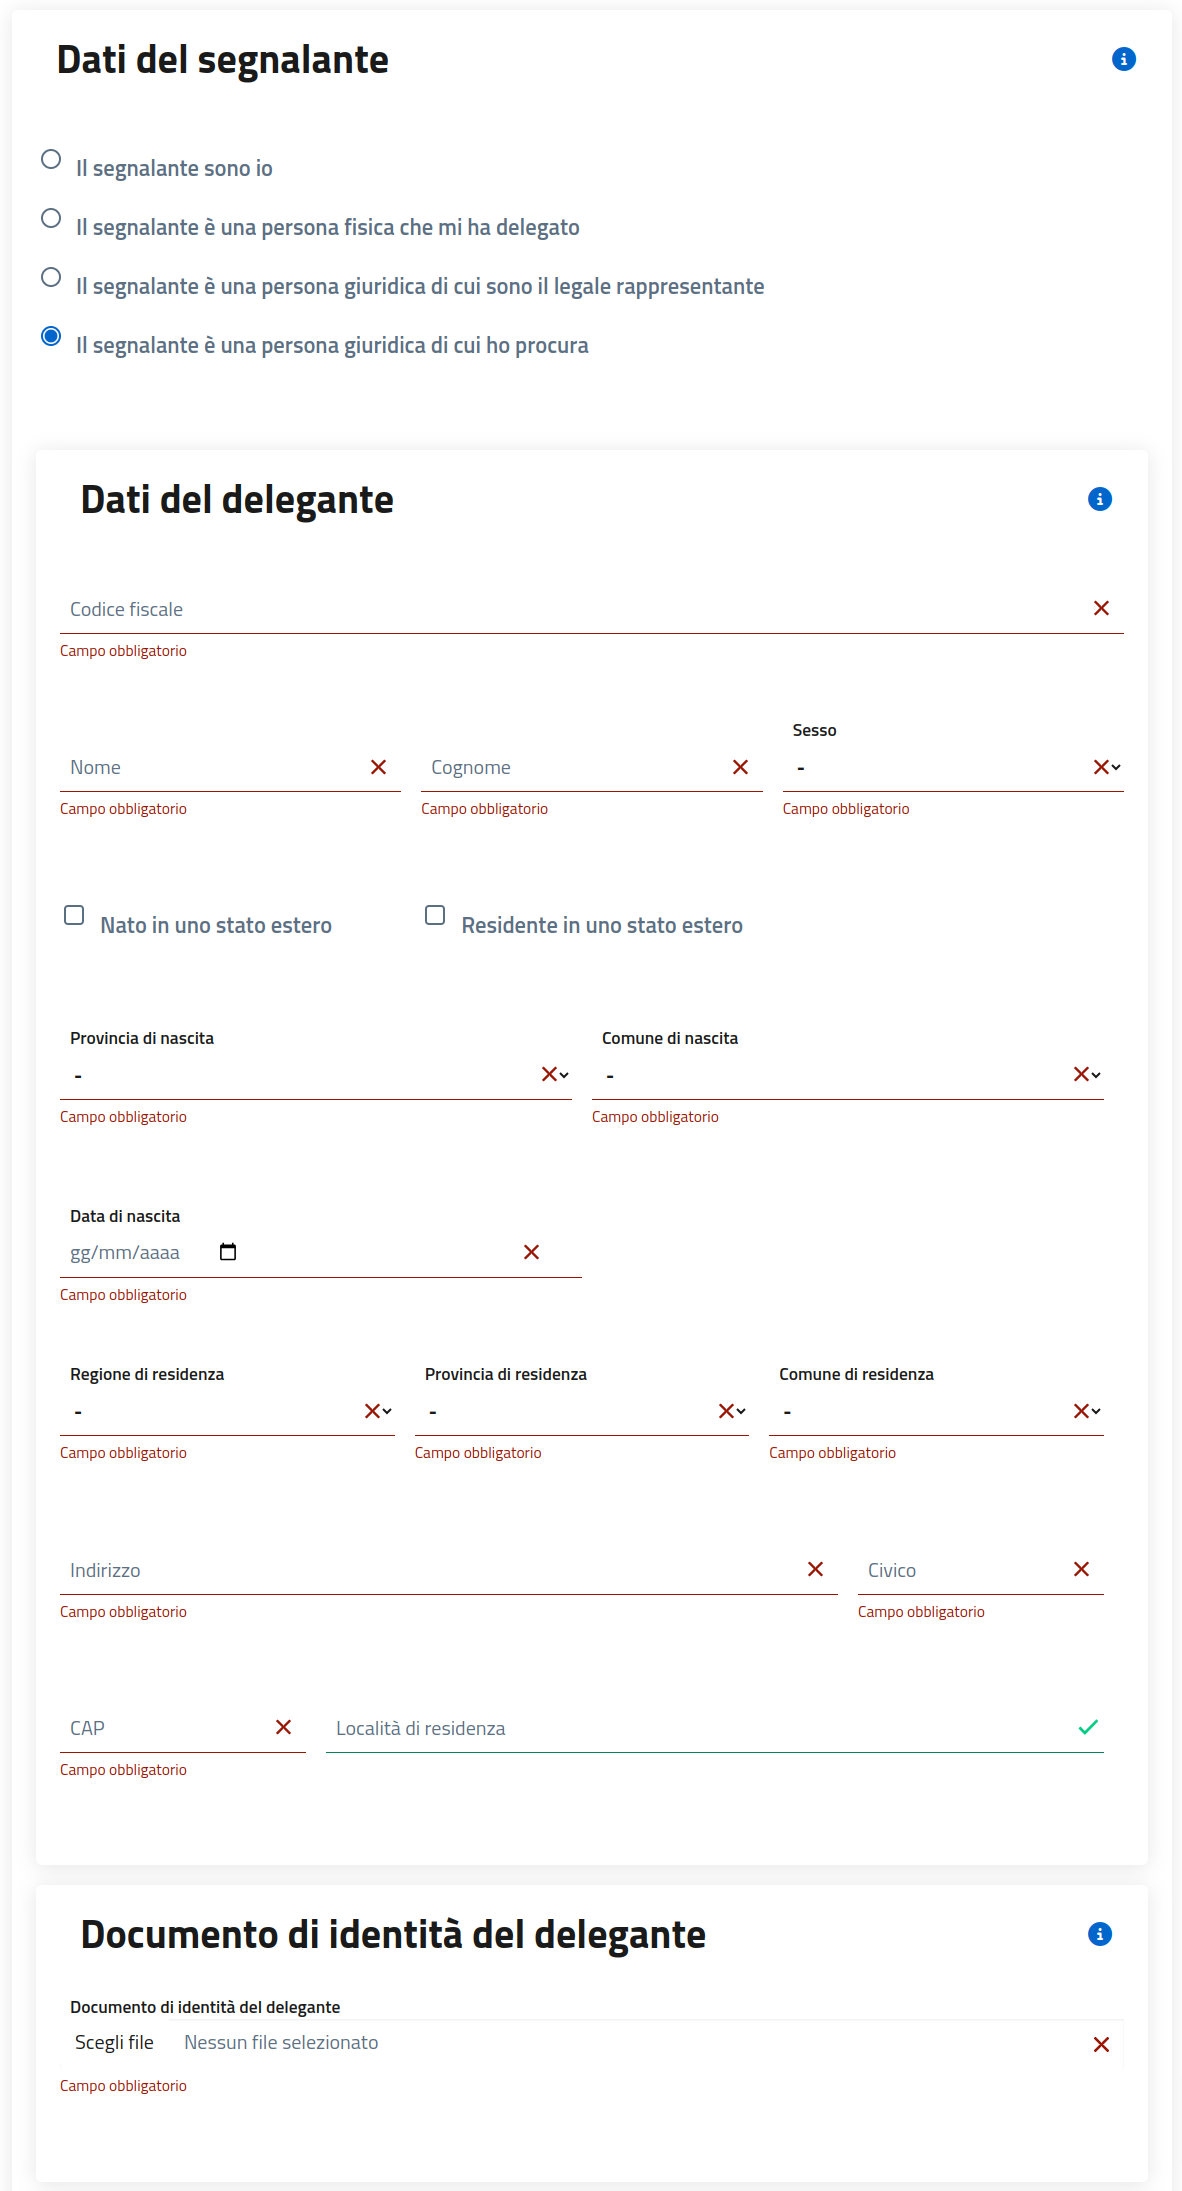 Dati del segnalante
Il segnalante sono io
Il segnalante è una persona fisica che mi ha delegato
Il segnalante è una persona giuridica di cui sono il legale rappresentante
Il segnalante è una persona giuridica di cui ho procura
Dati del delegante
Codice fiscale
Campo obbligatorio
Sesso
Nome Cognome -
Campo obbligatorio Campo obbligatorio Campo obbligatorio
Nato in uno stato estero Residente in uno stato estero
Provincia di nascita Comune di nascita
- -
Campo obbligatorio Campo obbligatorio
Data di nascita
gg/mm/aaaa
Campo obbligatorio
Regione di residenza Provincia di residenza Comune di residenza
- - -
Campo obbligatorio Campo obbligatorio Campo obbligatorio
Indirizzo Civico
Campo obbligatorio Campo obbligatorio
CAP Località di residenza
Campo obbligatorio
Documento di identità del delegante
Documento di identità del delegante
Scegli file Nessun file selezionato
Campo obbligatorio